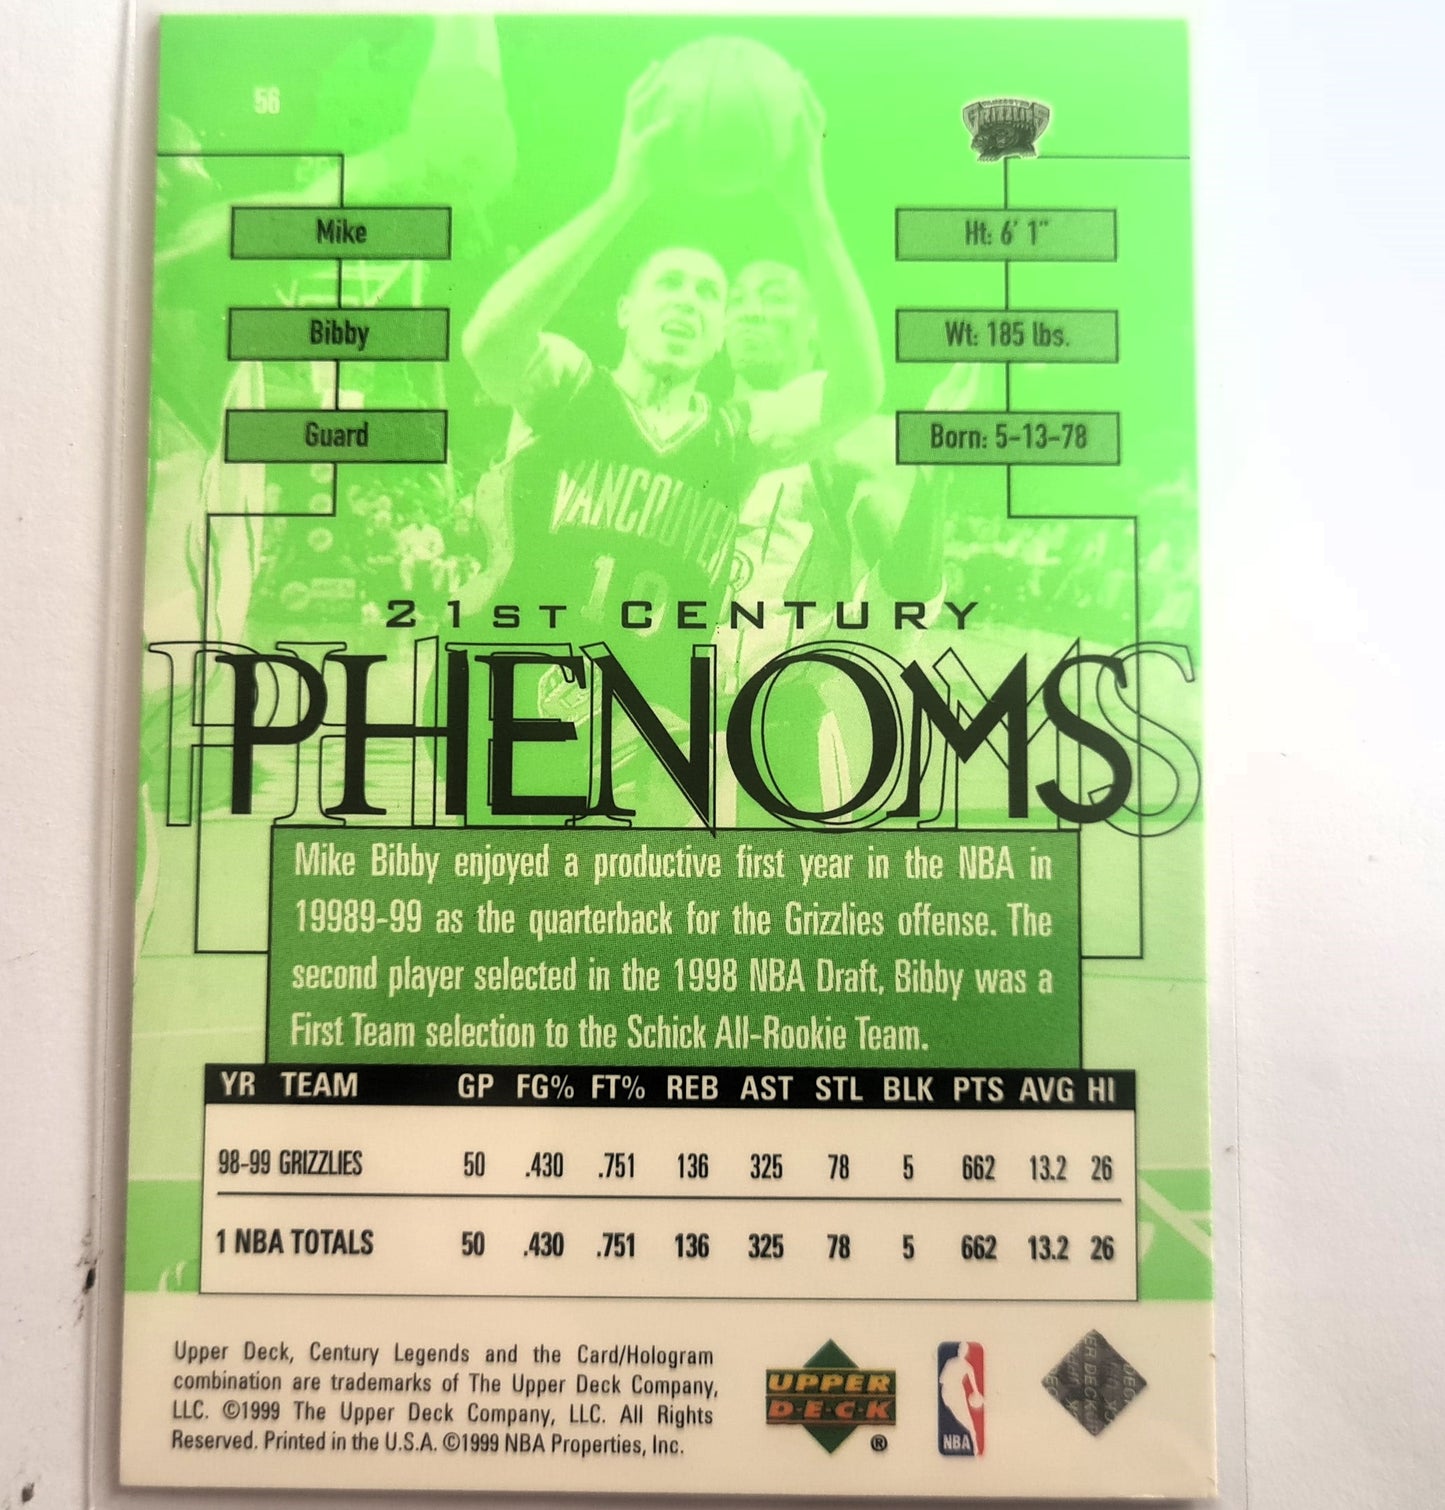 56
GRIZZLIES
Mike
Ht: 6' 1"
Bibby
Wt: 185 lbs.
Guard
Born: 5-13-78
VANCOUVER
10
21ST CENTURY
PHENOMS
Mike Bibby enjoyed a productive first year in the NBA in
19989-99 as the quarterback for the Grizzlies offense. The
second player selected in the 1998 NBA Draft, Bibby was a
First Team selection to the Schick All-Rookie Team.
YR TEAM GP FG% FT% REB AST STL BLK PTS AVG HI
98-99 GRIZZLIES 50 .430 .751 136 325 78 5 662 13.2 26
1 NBA TOTALS 50 .430 .751 136 325 78 5 662 13.2 26
Upper Deck, Century Legends and the Card/Hologram
combination are trademarks of The Upper Deck Company,
LLC. ©1999 The Upper Deck Company, LLC. All Rights
Reserved. Printed in the U.S.A. ©1999 NBA Properties, Inc.
UPPER
DECK
®
NBA